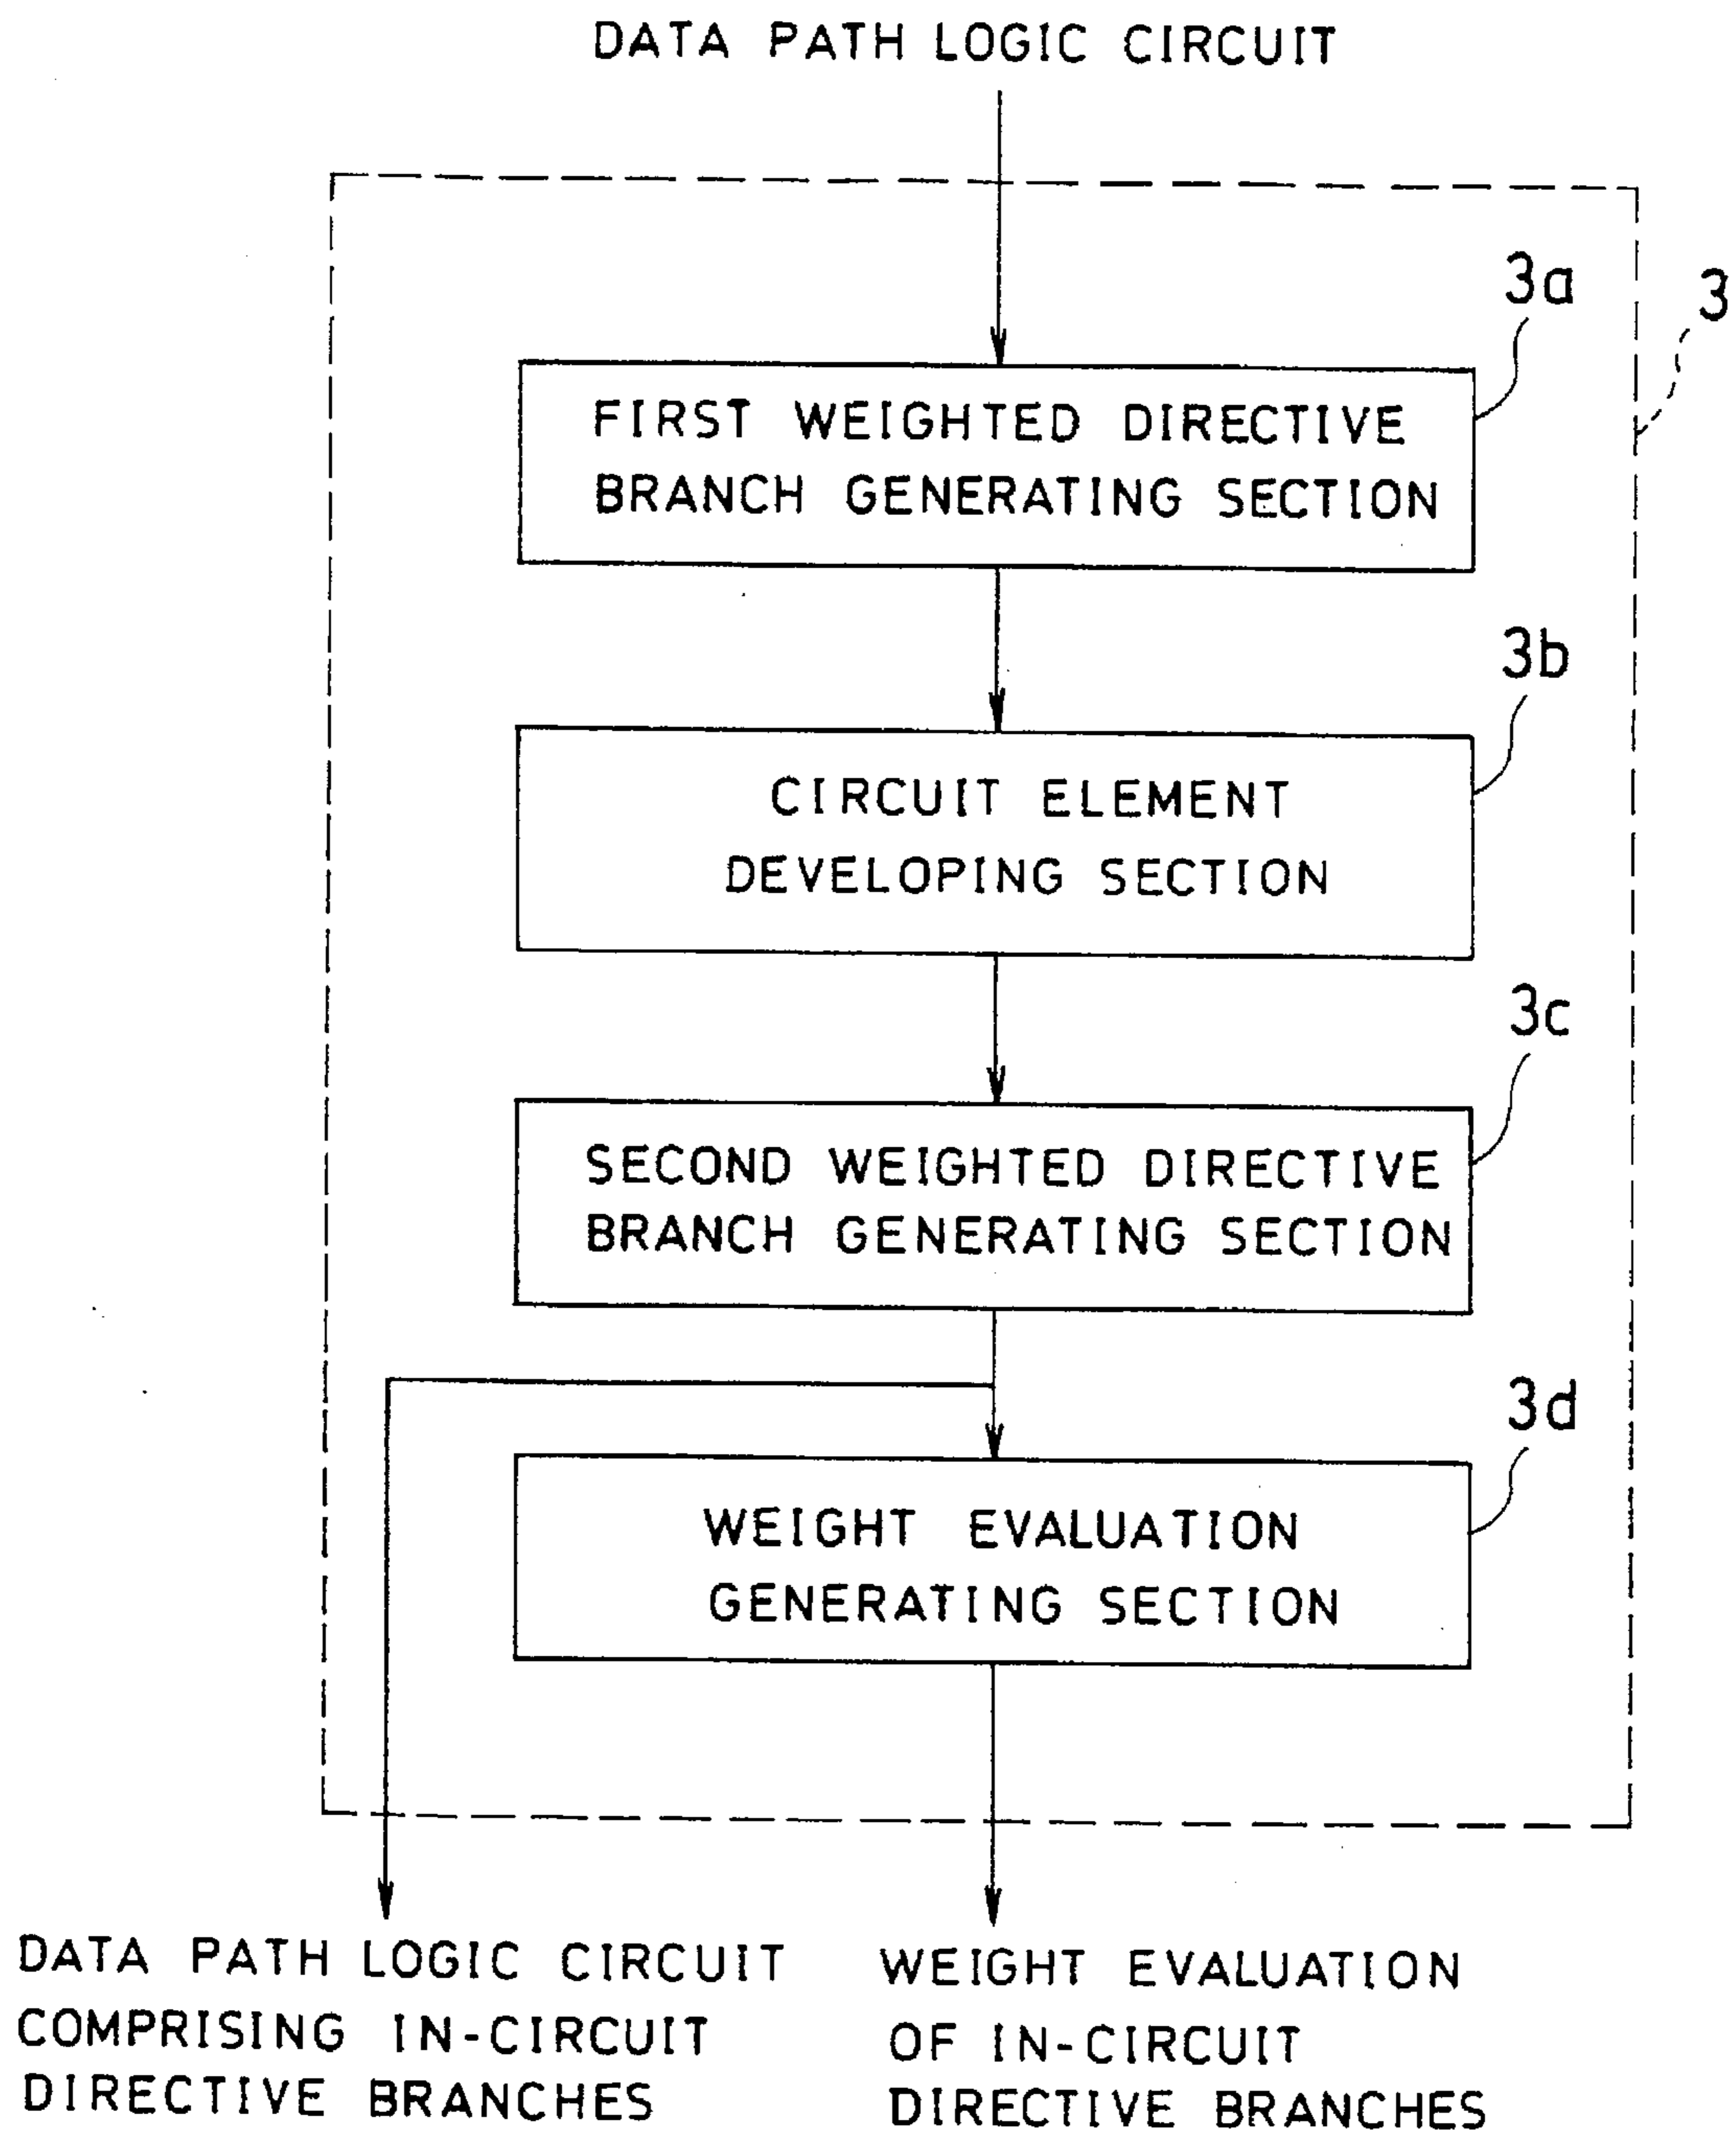 DATA PATH LOGIC CIRCUIT
3a
3
FIRST WEIGHTED DIRECTIVE
BRANCH GENERATING SECTION
3b
CIRCUIT ELEMENT
DEVELOPING SECTION
3c
SECOND WEIGHTED DIRECTIVE
BRANCH GENERATING SECTION
3d
WEIGHT EVALUATION
GENERATING SECTION
DATA PATH LOGIC CIRCUIT
COMPRISING IN-CIRCUIT
DIRECTIVE BRANCHES
WEIGHT EVALUATION
OF IN-CIRCUIT
DIRECTIVE BRANCHES